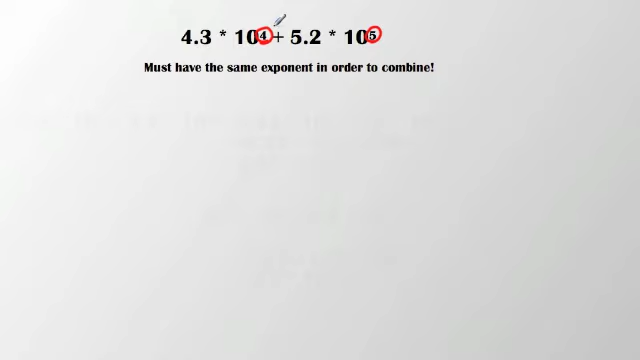 4.3 * 10⁴ + 5.2 * 10⁵
Must have the same exponent in order to combine!